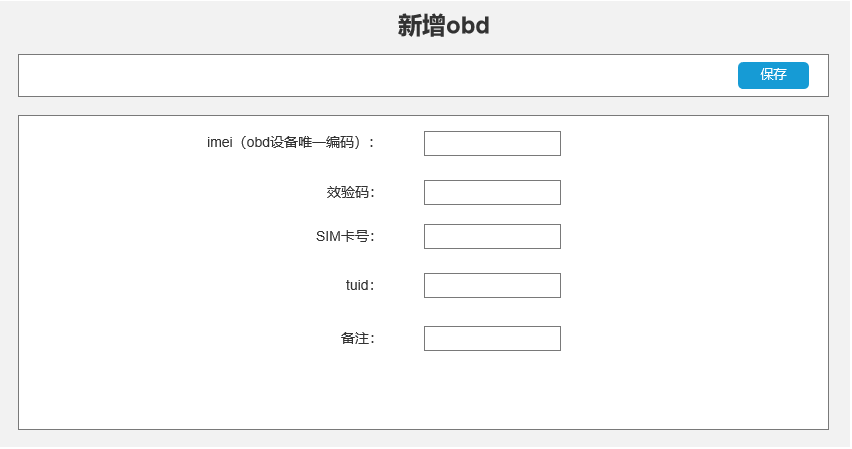 新增obd
保存
imei（obd设备唯一编码）：
效验码：
SIM卡号：
tuid：
备注：